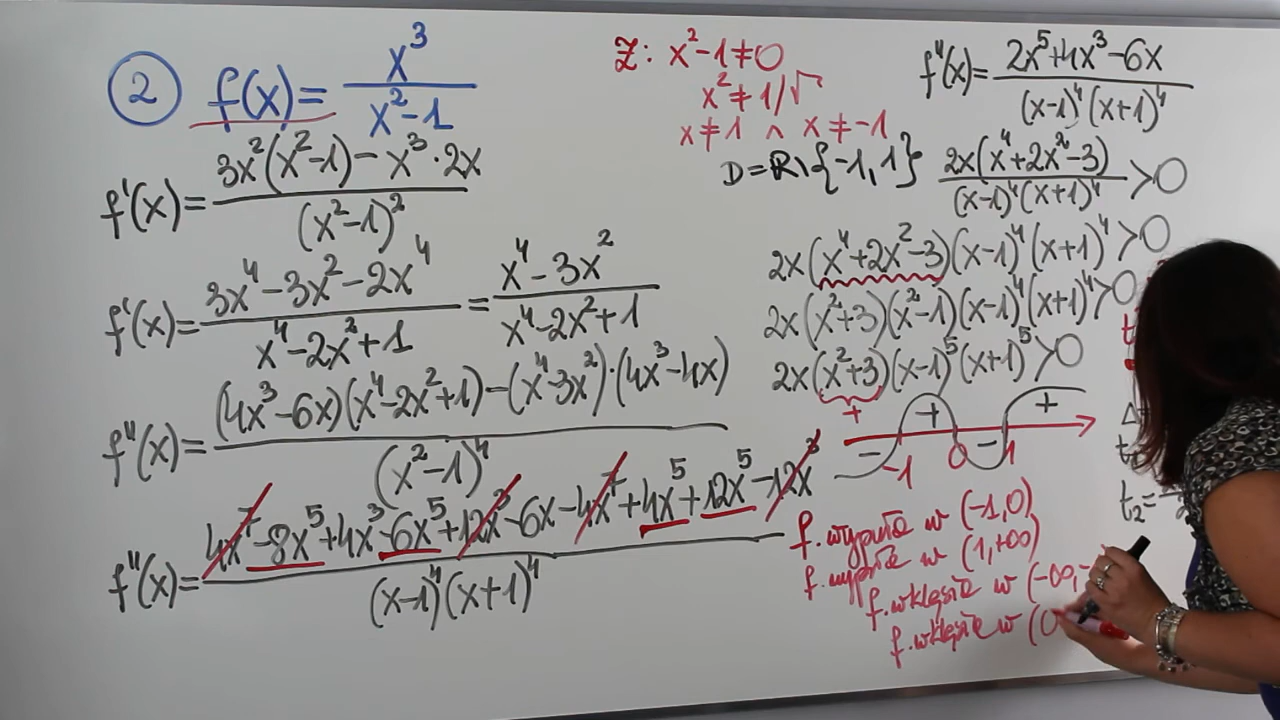 ② f(x) = x³/(x²-1)
f'(x) = (3x²(x²-1) - x³·2x)/(x²-1)²
f'(x) = (3x⁴-3x²-2x⁴)/(x⁴-2x²+1) = (x⁴-3x²)/(x⁴-2x²+1)
f''(x) = ((4x³-6x)(x⁴-2x²+1) - (x⁴-3x²)·(4x³-4x))/(x²-1)⁴
f''(x) = (4x⁷-8x⁵+4x³-6x⁵+12x³-6x-4x⁷+4x⁵+12x⁵-12x³)/((x-1)⁴(x+1)⁴)
Z: x²-1≠0
x²≠1 /√
x≠1 ∧ x≠-1
D=R\{-1,1}
f''(x) = (2x⁵+4x³-6x)/((x-1)⁴(x+1)⁴)
2x(x⁴+2x²-3)/((x-1)⁴(x+1)⁴) >0
2x(x⁴+2x²-3)(x-1)⁴(x+1)⁴>0
2x(x²+3)(x²-1)(x-1)⁴(x+1)⁴>0
2x(x²+3)(x-1)⁵(x+1)⁵>0
+
- + - +
-1 0 1
f. wypukła w (-1,0)
f. wypukła w (1,+∞)
f. wklęsła w (-∞,-
f. wklęsła w (0
t
Δ
t₂=